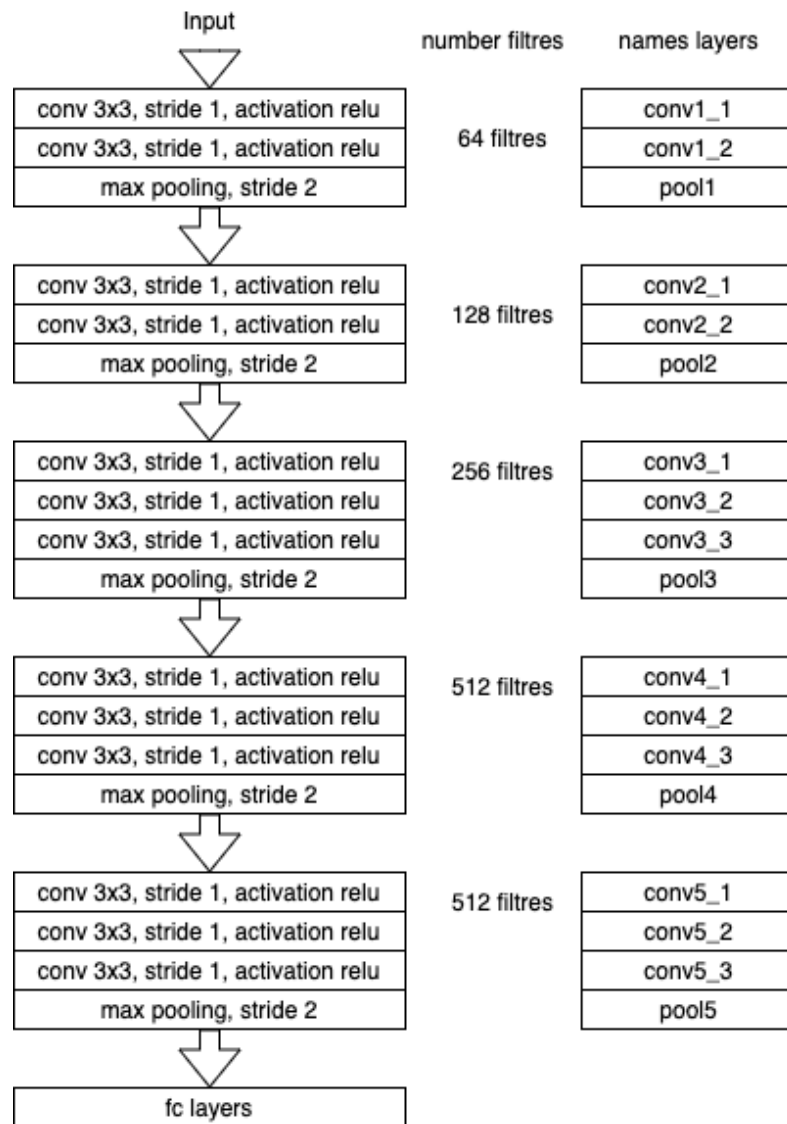 Input
number filtres
names layers
conv 3x3, stride 1, activation relu
conv 3x3, stride 1, activation relu
max pooling, stride 2
64 filtres
conv1_1
conv1_2
pool1
conv 3x3, stride 1, activation relu
conv 3x3, stride 1, activation relu
max pooling, stride 2
128 filtres
conv2_1
conv2_2
pool2
conv 3x3, stride 1, activation relu
conv 3x3, stride 1, activation relu
conv 3x3, stride 1, activation relu
max pooling, stride 2
256 filtres
conv3_1
conv3_2
conv3_3
pool3
conv 3x3, stride 1, activation relu
conv 3x3, stride 1, activation relu
conv 3x3, stride 1, activation relu
max pooling, stride 2
512 filtres
conv4_1
conv4_2
conv4_3
pool4
conv 3x3, stride 1, activation relu
conv 3x3, stride 1, activation relu
conv 3x3, stride 1, activation relu
max pooling, stride 2
512 filtres
conv5_1
conv5_2
conv5_3
pool5
fc layers